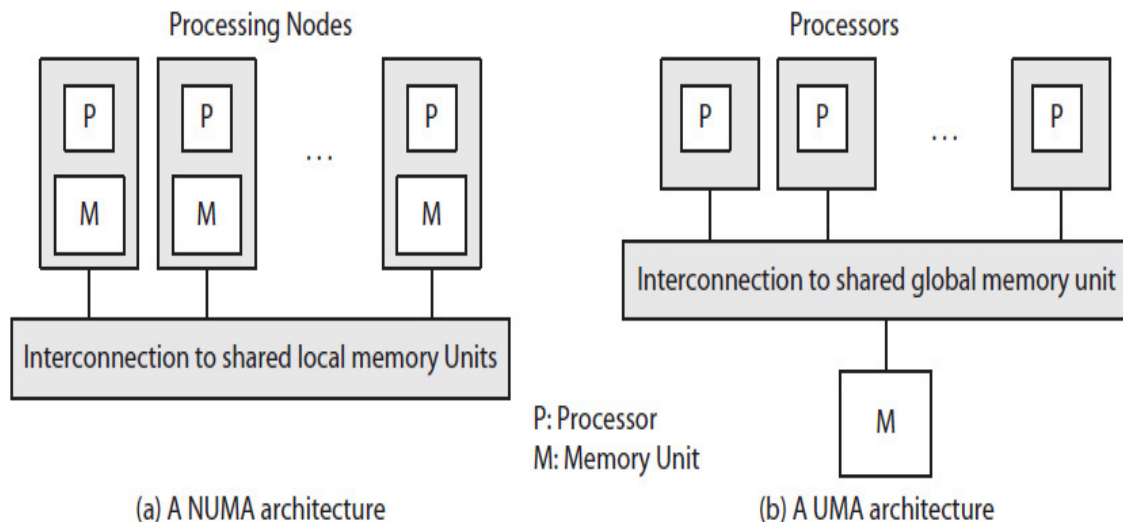 Processing Nodes
P P ... P
M M M
Interconnection to shared local memory Units
(a) A NUMA architecture
Processors
P P ... P
Interconnection to shared global memory unit
M
P: Processor
M: Memory Unit
(b) A UMA architecture